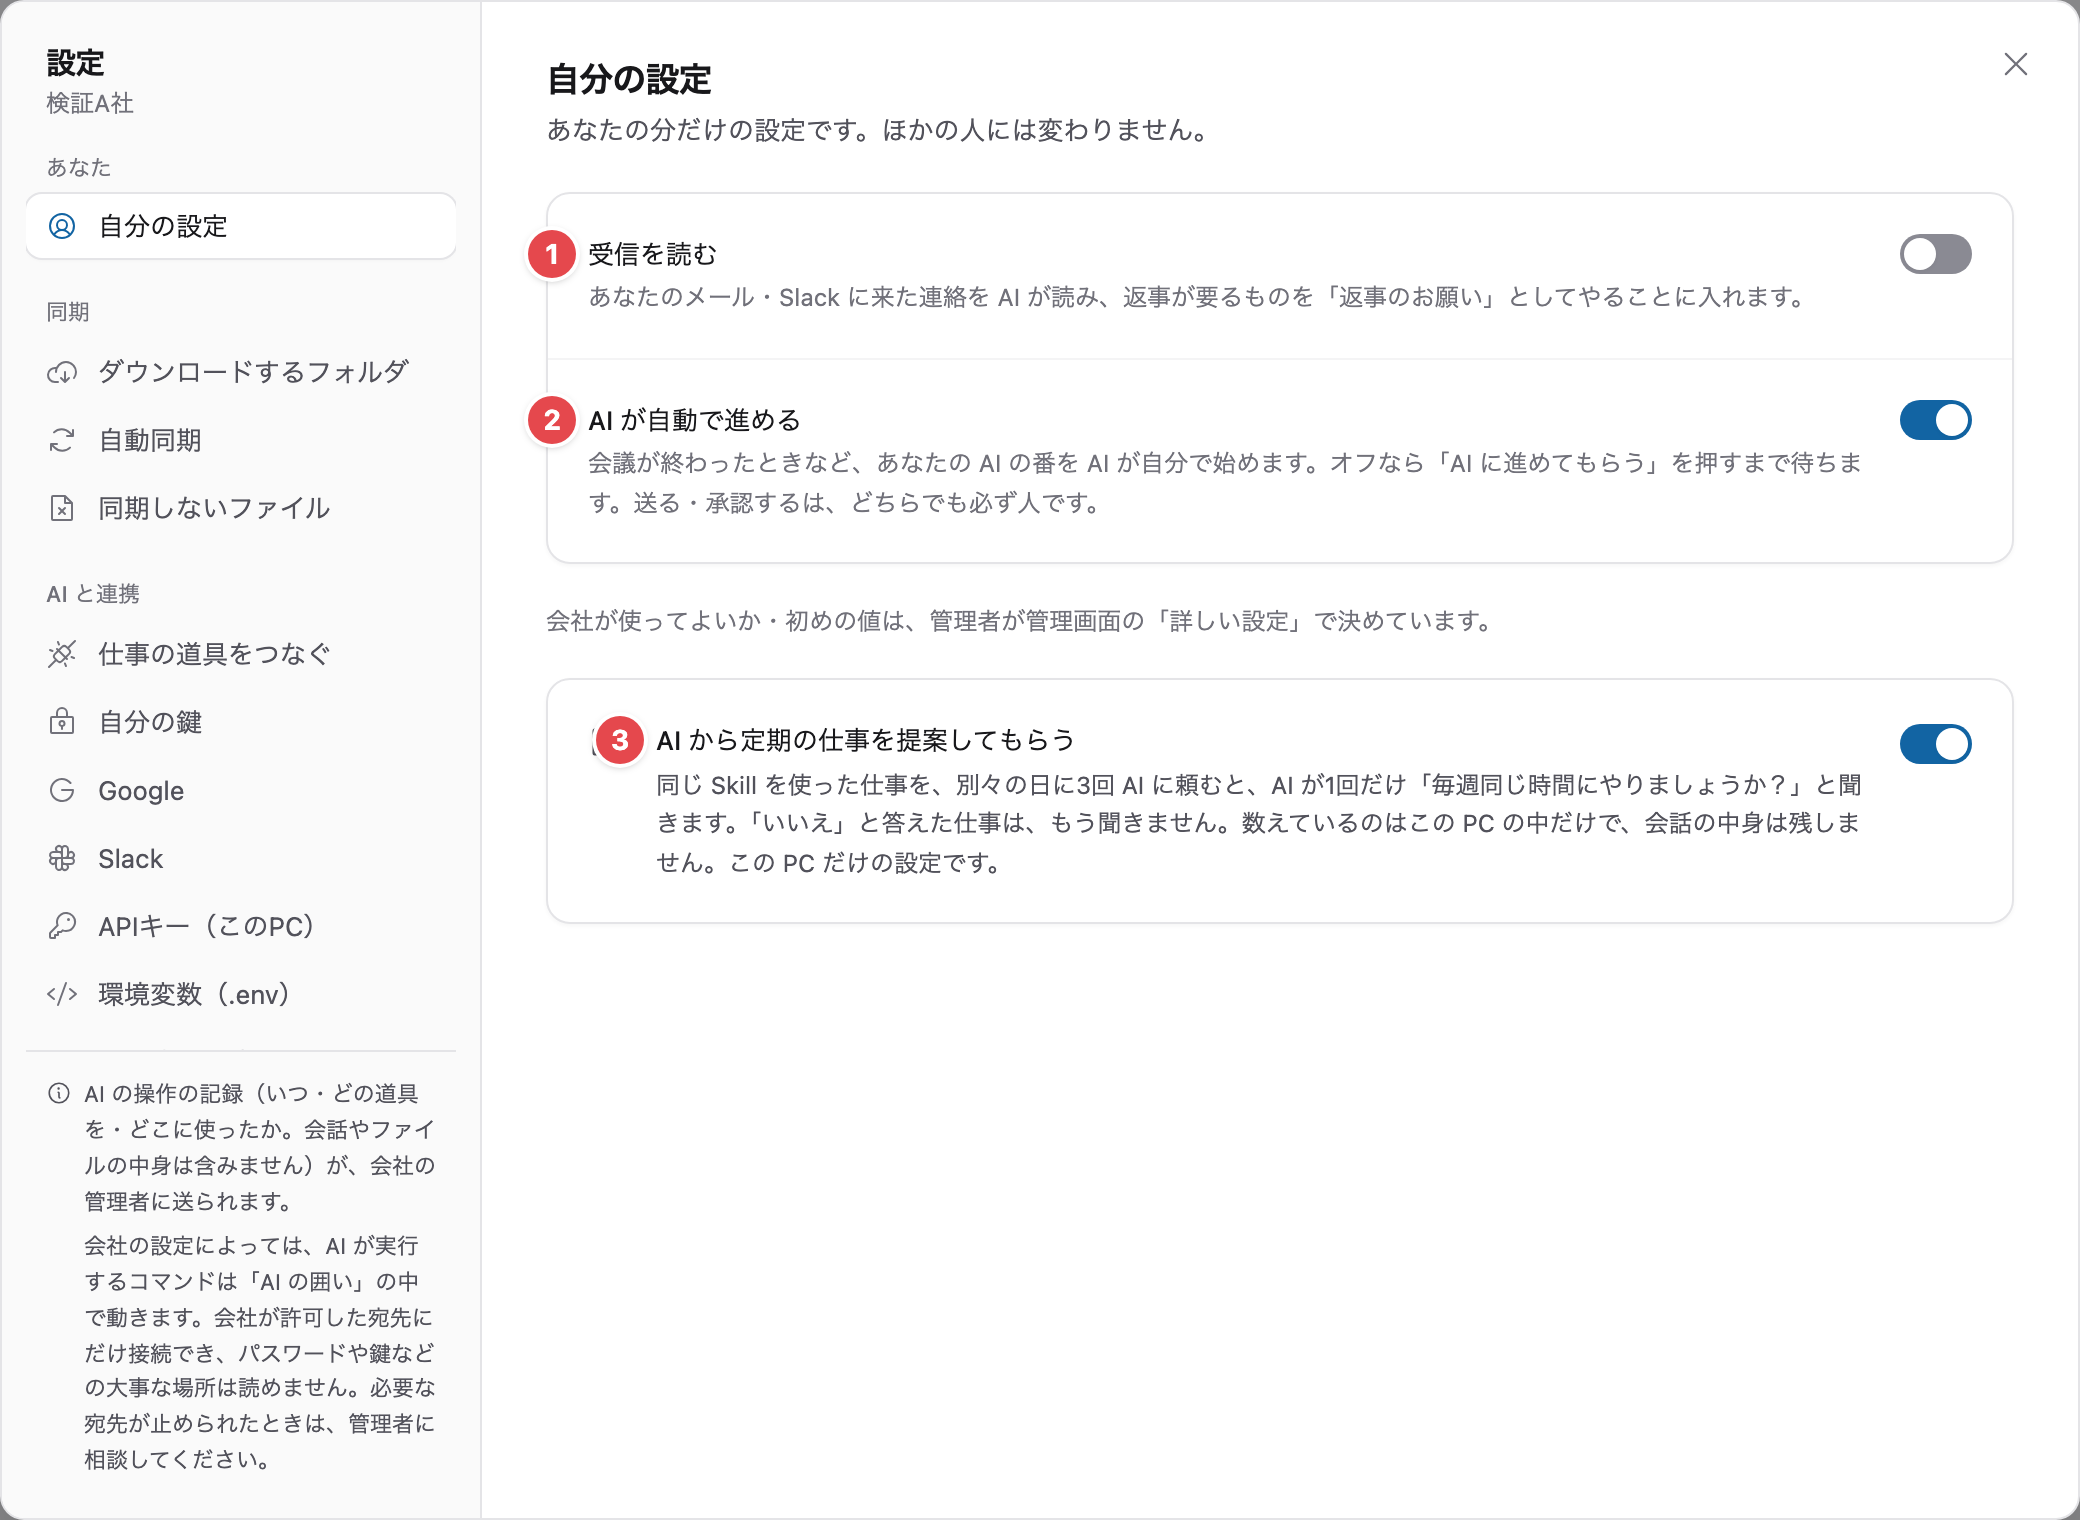 設定
検証A社
あなた
自分の設定
同期
ダウンロードするフォルダ
自動同期
同期しないファイル
AI と連携
仕事の道具をつなぐ
自分の鍵
Google
Slack
APIキー（このPC）
環境変数（.env）
AI の操作の記録（いつ・どの道具
を・どこに使ったか。会話やファイ
ルの中身は含みません）が、会社の
管理者に送られます。
会社の設定によっては、AI が実行
するコマンドは「AI の囲い」の中
で動きます。会社が許可した宛先に
だけ接続でき、パスワードや鍵など
の大事な場所は読めません。必要な
宛先が止められたときは、管理者に
相談してください。
自分の設定
あなたの分だけの設定です。ほかの人には変わりません。
1 受信を読む
あなたのメール・Slack に来た連絡を AI が読み、返事が要るものを「返事のお願い」としてやることに入れます。
2 AI が自動で進める
会議が終わったときなど、あなたの AI の番を AI が自分で始めます。オフなら「AI に進めてもらう」を押すまで待ちま
す。送る・承認するは、どちらでも必ず人です。
会社が使ってよいか・初めの値は、管理者が管理画面の「詳しい設定」で決めています。
3 AI から定期の仕事を提案してもらう
同じ Skill を使った仕事を、別々の日に3回 AI に頼むと、AI が1回だけ「毎週同じ時間にやりましょうか？」と聞
きます。「いいえ」と答えた仕事は、もう聞きません。数えているのはこの PC の中だけで、会話の中身は残しま
せん。この PC だけの設定です。